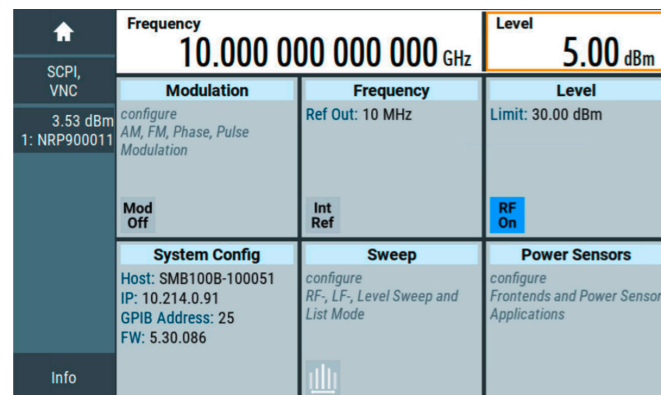 Frequency
10.000 000 000 000 GHz
Level
5.00 dBm
SCPI,
VNC
3.53 dBm
1: NRP900011
Modulation
configure
AM, FM, Phase, Pulse
Modulation
Mod
Off
Frequency
Ref Out: 10 MHz
Int
Ref
Level
Limit: 30.00 dBm
RF
On
System Config
Host: SMB100B-100051
IP: 10.214.0.91
GPIB Address: 25
FW: 5.30.086
Sweep
configure
RF-, LF-, Level Sweep and
List Mode
Power Sensors
configure
Frontends and Power Sensor
Applications
Info